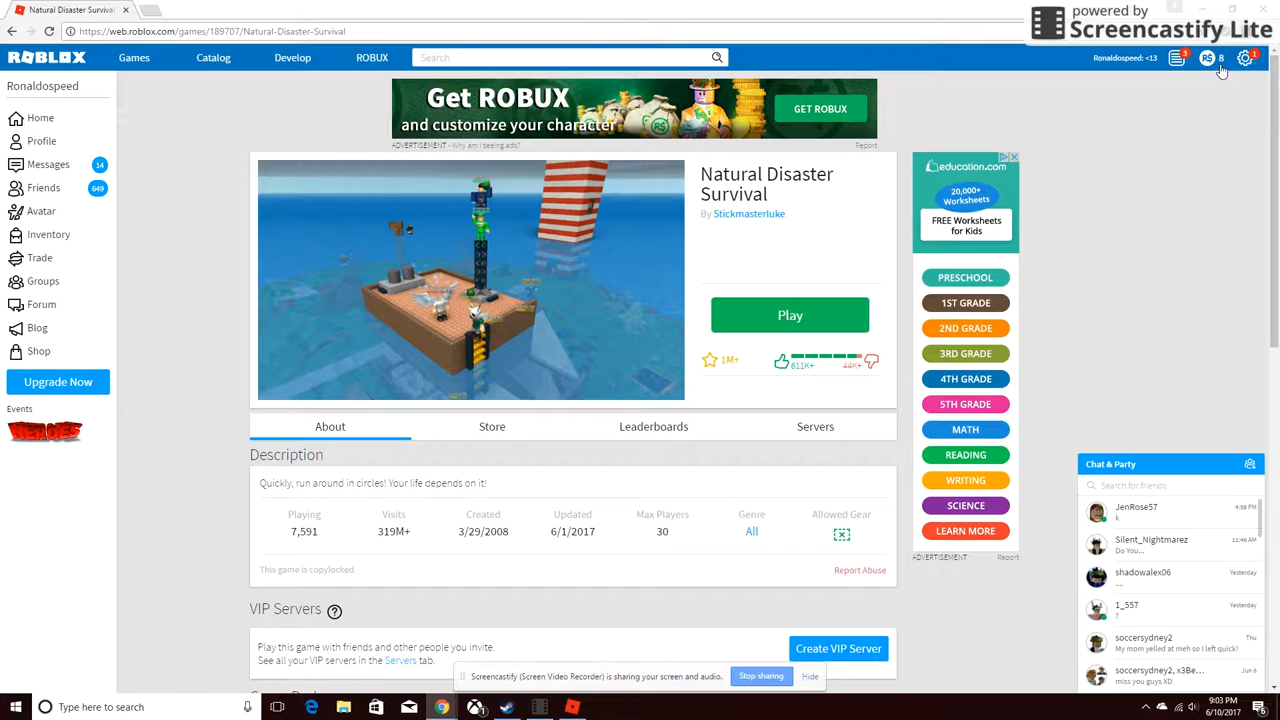 Natural Disaster Survival
powered by
Screencastify Lite
https://web.roblox.com/games/189707/Natural-Disaster-Survival
ROBLOX
Games
Catalog
Develop
ROBUX
Search
Ronaldospeed: <13
3
R$
8
1
Ronaldospeed
Home
Profile
Messages
14
Friends
649
Avatar
Inventory
Trade
Groups
Forum
Blog
Shop
Upgrade Now
Events
HEROES
Get ROBUX
and customize your character
GET ROBUX
ADVERTISEMENT - Why am I seeing ads?
Report
Natural Disaster
Survival
By Stickmasterluke
Play
1M+
611K+
44K+
About
Store
Leaderboards
Servers
Description
Quickly, run around in circles! Your life depends on it!
Playing
Visits
Created
Updated
Max Players
Genre
Allowed Gear
7,591
319M+
3/29/2008
6/1/2017
30
All
This game is copylocked
Report Abuse
VIP Servers
?
Play this game with friends and other people you invite.
See all your VIP servers in the Servers tab.
Create VIP Server
education.com
20,000+
Worksheets
FREE Worksheets
for Kids
PRESCHOOL
1ST GRADE
2ND GRADE
3RD GRADE
4TH GRADE
5TH GRADE
MATH
READING
WRITING
SCIENCE
LEARN MORE
ADVERTISEMENT
Report
Chat & Party
Search for friends
JenRose57
4:58 PM
k
Silent_Nightmarez
11:46 AM
Do You...
shadowalex06
Yesterday
....
1_557
Yesterday
?
soccersydney2
Thu
My mom yelled at meh so I left quick!
soccersydney2, x3Be...
Jun 6
miss you guys XD
Screencastify (Screen Video Recorder) is sharing your screen and audio.
Stop sharing
Hide
Type here to search
9:03 PM
6/10/2017